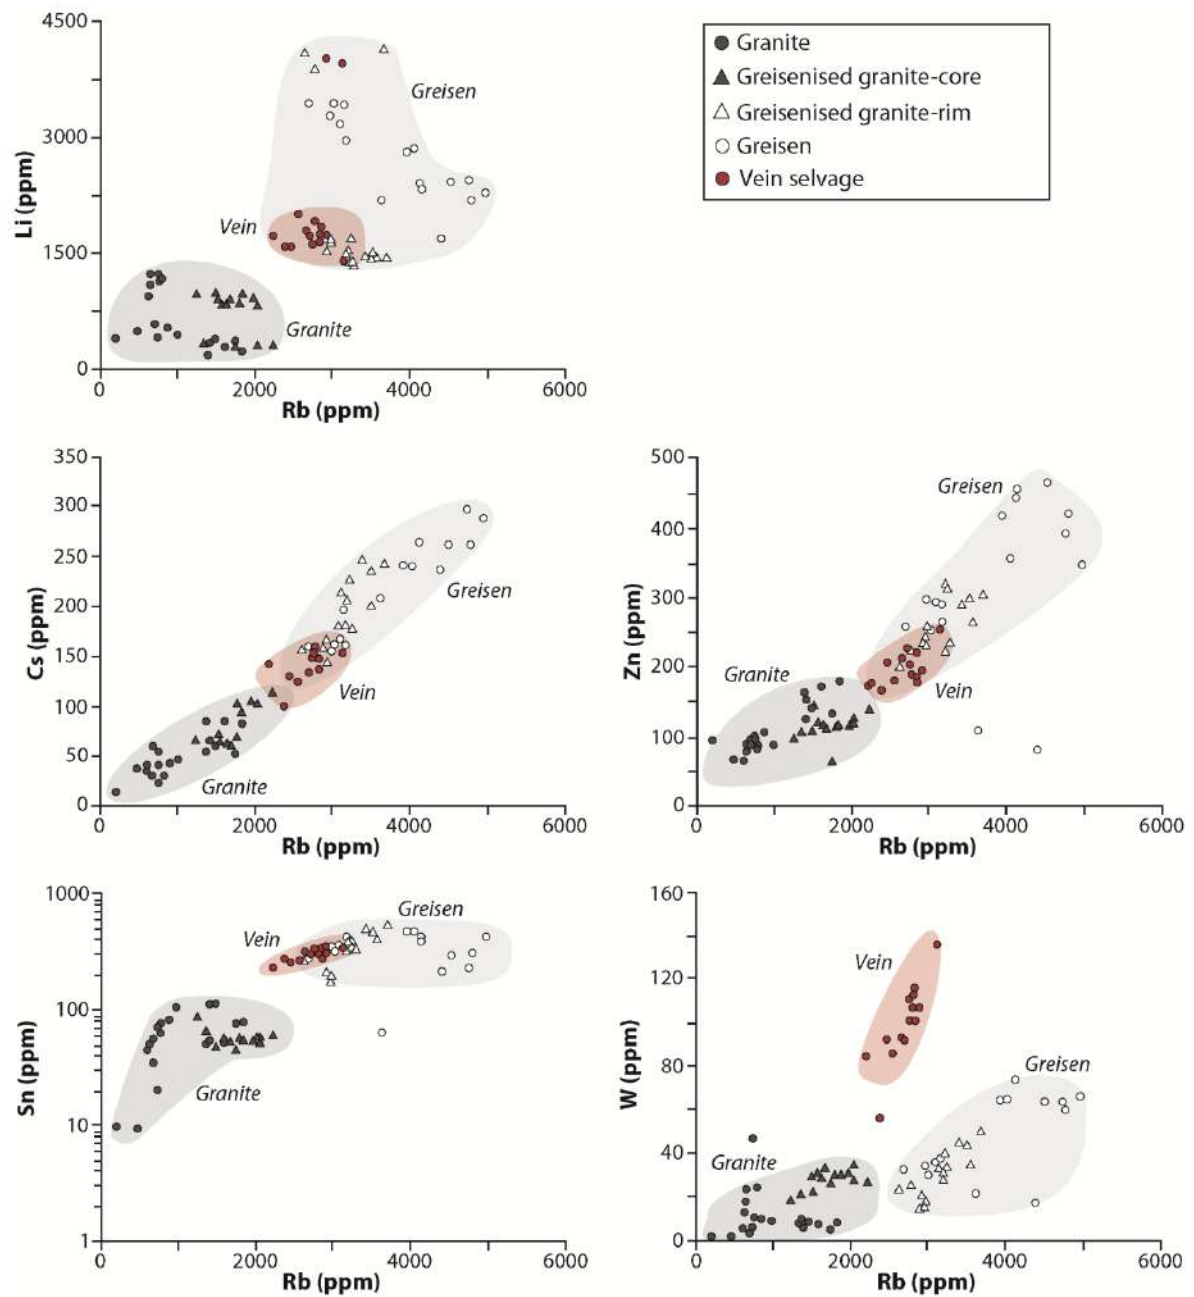 4500
3000
1500
0
Li (ppm)
Greisen
Vein
Granite
0
2000
4000
6000
Rb (ppm)
Granite
Greisenised granite-core
Greisenised granite-rim
Greisen
Vein selvage
350
300
250
200
150
100
50
0
Cs (ppm)
Greisen
Vein
Granite
0
2000
4000
6000
Rb (ppm)
500
400
300
200
100
0
Zn (ppm)
Greisen
Granite
Vein
0
2000
4000
6000
Rb (ppm)
1000
100
10
1
Sn (ppm)
Greisen
Vein
Granite
0
2000
4000
6000
Rb (ppm)
160
120
80
40
0
W (ppm)
Vein
Greisen
Granite
0
2000
4000
6000
Rb (ppm)